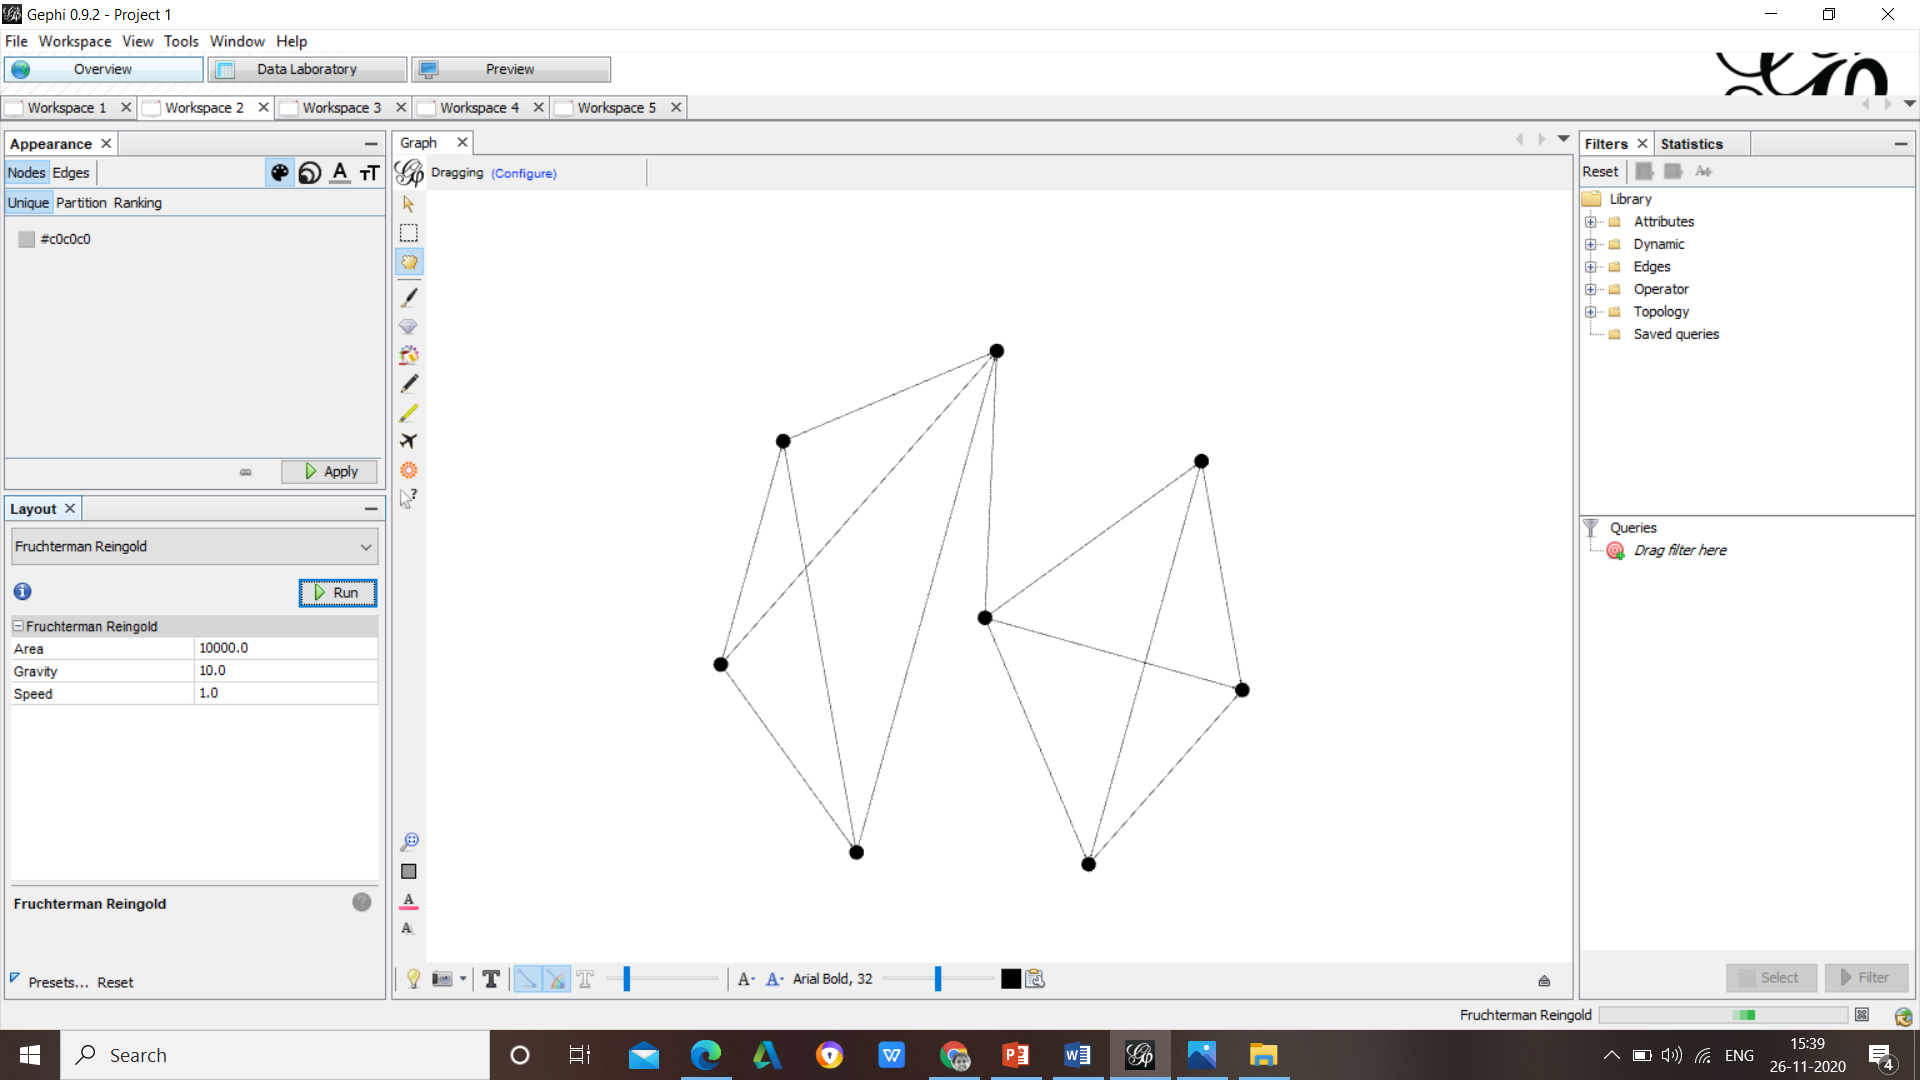 Gephi 0.9.2 - Project 1
File Workspace View Tools Window Help
Overview Data Laboratory Preview
Workspace 1 Workspace 2 Workspace 3 Workspace 4 Workspace 5
Appearance
Nodes Edges
Unique Partition Ranking
#c0c0c0
Apply
Layout
Fruchterman Reingold
Run
Fruchterman Reingold
Area 10000.0
Gravity 10.0
Speed 1.0
Fruchterman Reingold
Presets... Reset
Graph
Dragging (Configure)
Arial Bold, 32
Filters Statistics
Reset
Library
Attributes
Dynamic
Edges
Operator
Topology
Saved queries
Queries
Drag filter here
Select Filter
Fruchterman Reingold
Search
ENG
15:39
26-11-2020
4